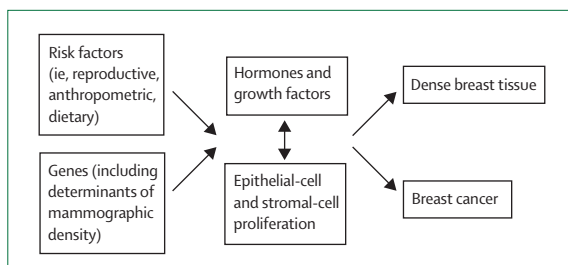 Risk factors
(ie, reproductive,
anthropometric,
dietary)
Genes (including
determinants of
mammographic
density)
Hormones and
growth factors
Epithelial-cell
and stromal-cell
proliferation
Dense breast tissue
Breast cancer